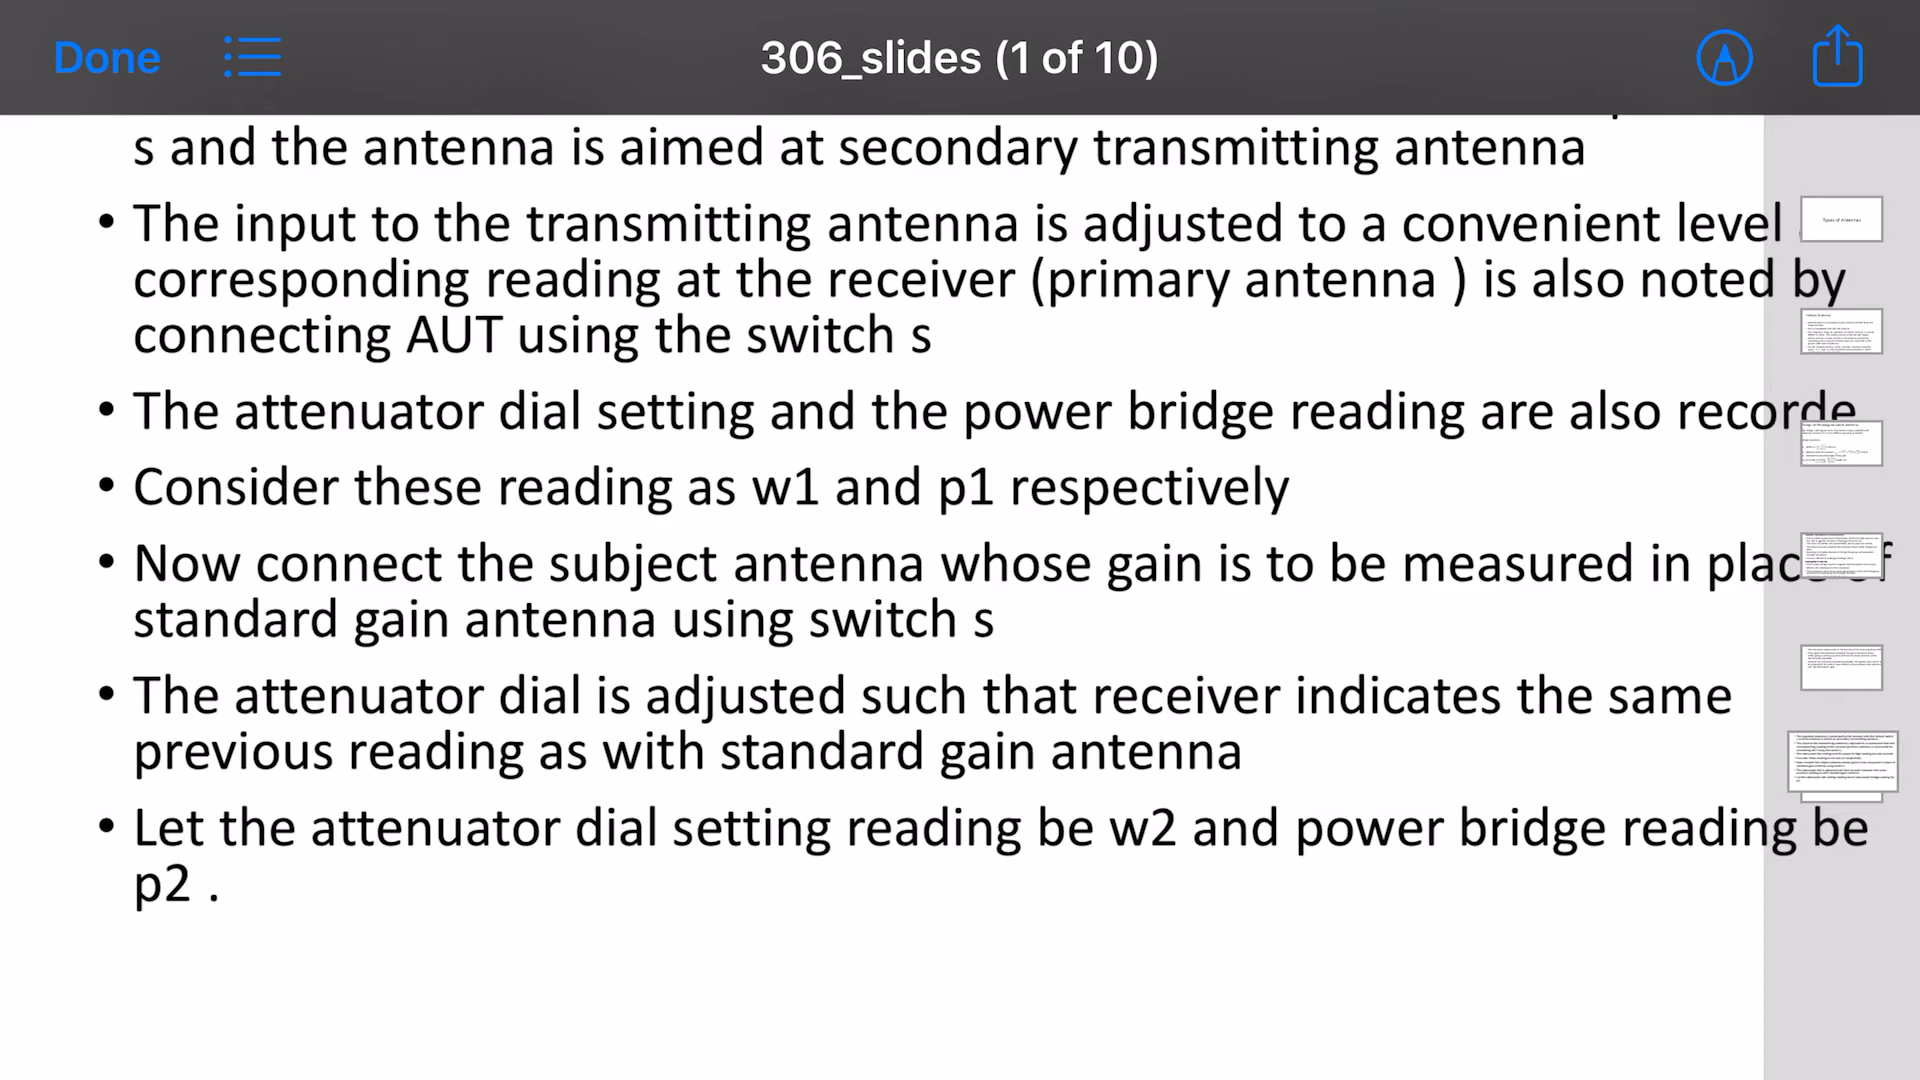 Done
306_slides (1 of 10)
s and the antenna is aimed at secondary transmitting antenna
• The input to the transmitting antenna is adjusted to a convenient level
corresponding reading at the receiver (primary antenna ) is also noted by
connecting AUT using the switch s
• The attenuator dial setting and the power bridge reading are also recorde
• Consider these reading as w1 and p1 respectively
• Now connect the subject antenna whose gain is to be measured in place of
standard gain antenna using switch s
• The attenuator dial is adjusted such that receiver indicates the same
previous reading as with standard gain antenna
• Let the attenuator dial setting reading be w2 and power bridge reading be
p2 .
Types of Antennas